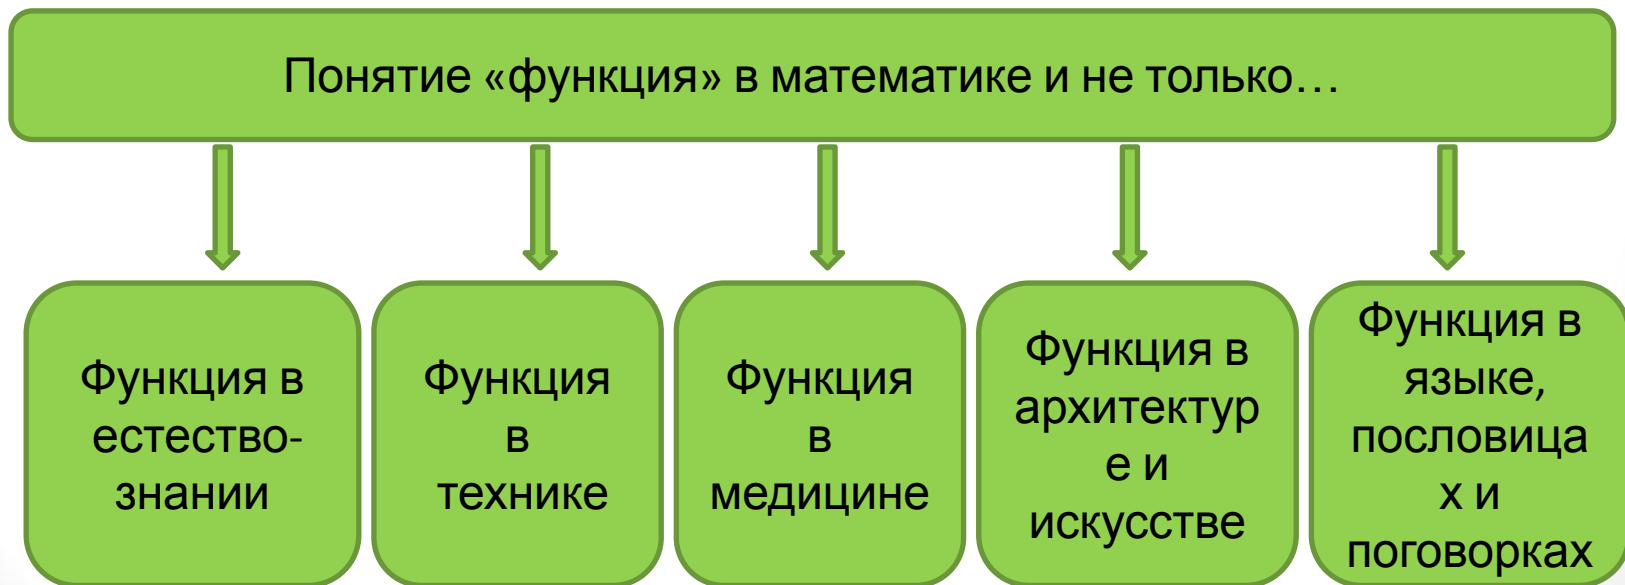 Понятие «функция» в математике и не только…
Функция в
естество-
знании
Функция
в
технике
Функция
в
медицине
Функция в
архитектур
е и
искусстве
Функция в
языке,
пословица
х и
поговорках